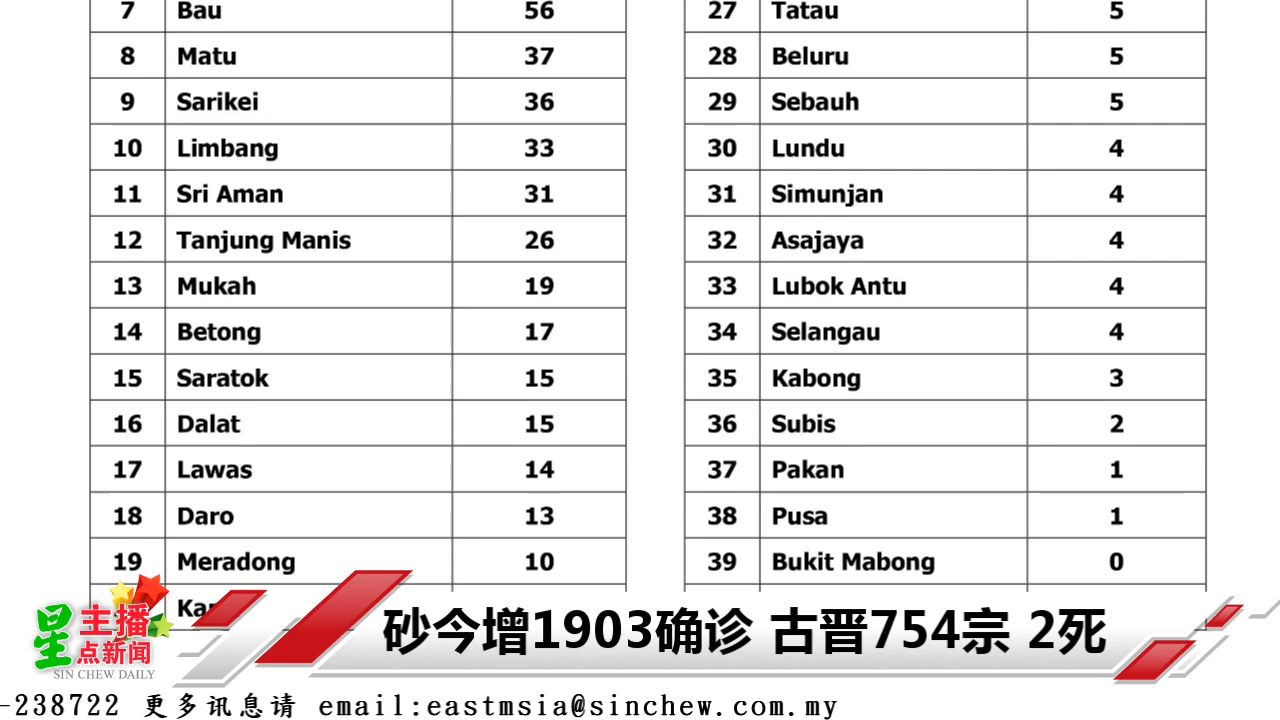 7 Bau 56
8 Matu 37
9 Sarikei 36
10 Limbang 33
11 Sri Aman 31
12 Tanjung Manis 26
13 Mukah 19
14 Betong 17
15 Saratok 15
16 Dalat 15
17 Lawas 14
18 Daro 13
19 Meradong 10
27 Tatau 5
28 Beluru 5
29 Sebauh 5
30 Lundu 4
31 Simunjan 4
32 Asajaya 4
33 Lubok Antu 4
34 Selangau 4
35 Kabong 3
36 Subis 2
37 Pakan 1
38 Pusa 1
39 Bukit Mabong 0
星 主播
点新闻
SIN CHEW DAILY
砂今增1903确诊 古晋754宗 2死
-238722 更多讯息请 email:eastmsia@sinchew.com.my